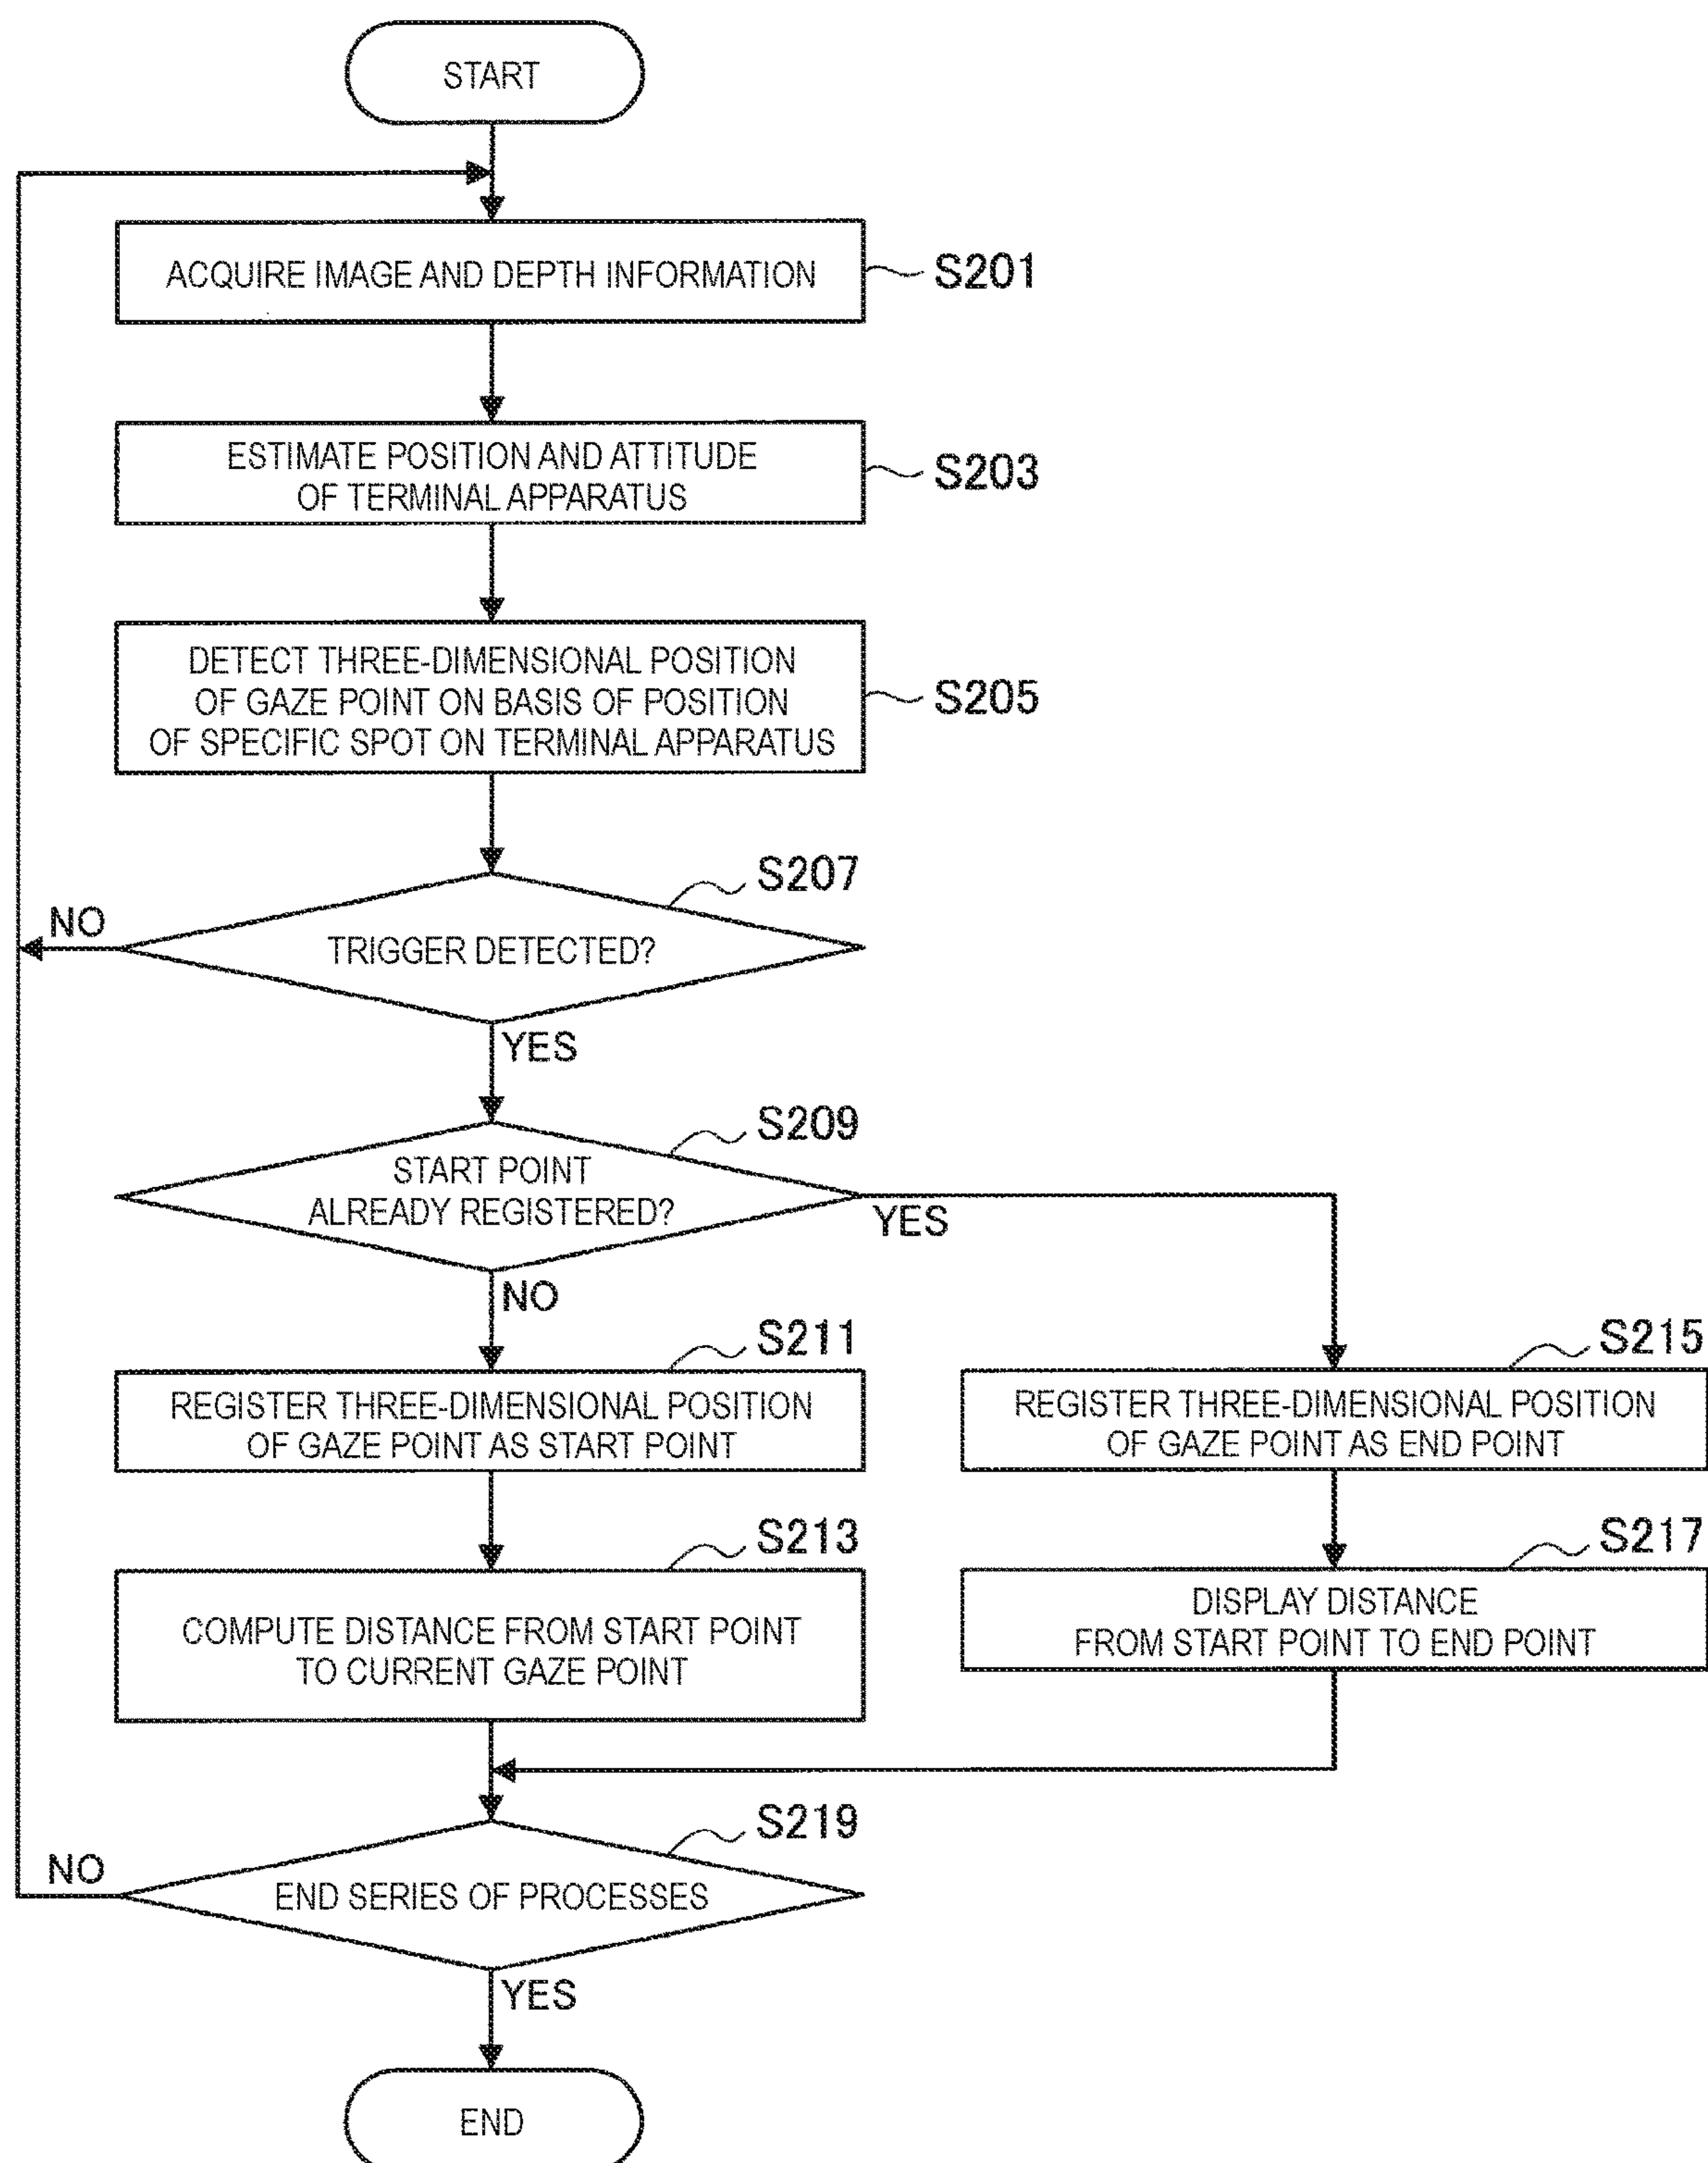 START
ACQUIRE IMAGE AND DEPTH INFORMATION
S201
ESTIMATE POSITION AND ATTITUDE
OF TERMINAL APPARATUS
S203
DETECT THREE-DIMENSIONAL POSITION
OF GAZE POINT ON BASIS OF POSITION
OF SPECIFIC SPOT ON TERMINAL APPARATUS
S205
S207
NO
TRIGGER DETECTED?
YES
S209
START POINT
ALREADY REGISTERED?
YES
NO
S211
REGISTER THREE-DIMENSIONAL POSITION
OF GAZE POINT AS START POINT
S215
REGISTER THREE-DIMENSIONAL POSITION
OF GAZE POINT AS END POINT
S213
COMPUTE DISTANCE FROM START POINT
TO CURRENT GAZE POINT
S217
DISPLAY DISTANCE
FROM START POINT TO END POINT
S219
NO
END SERIES OF PROCESSES
YES
END